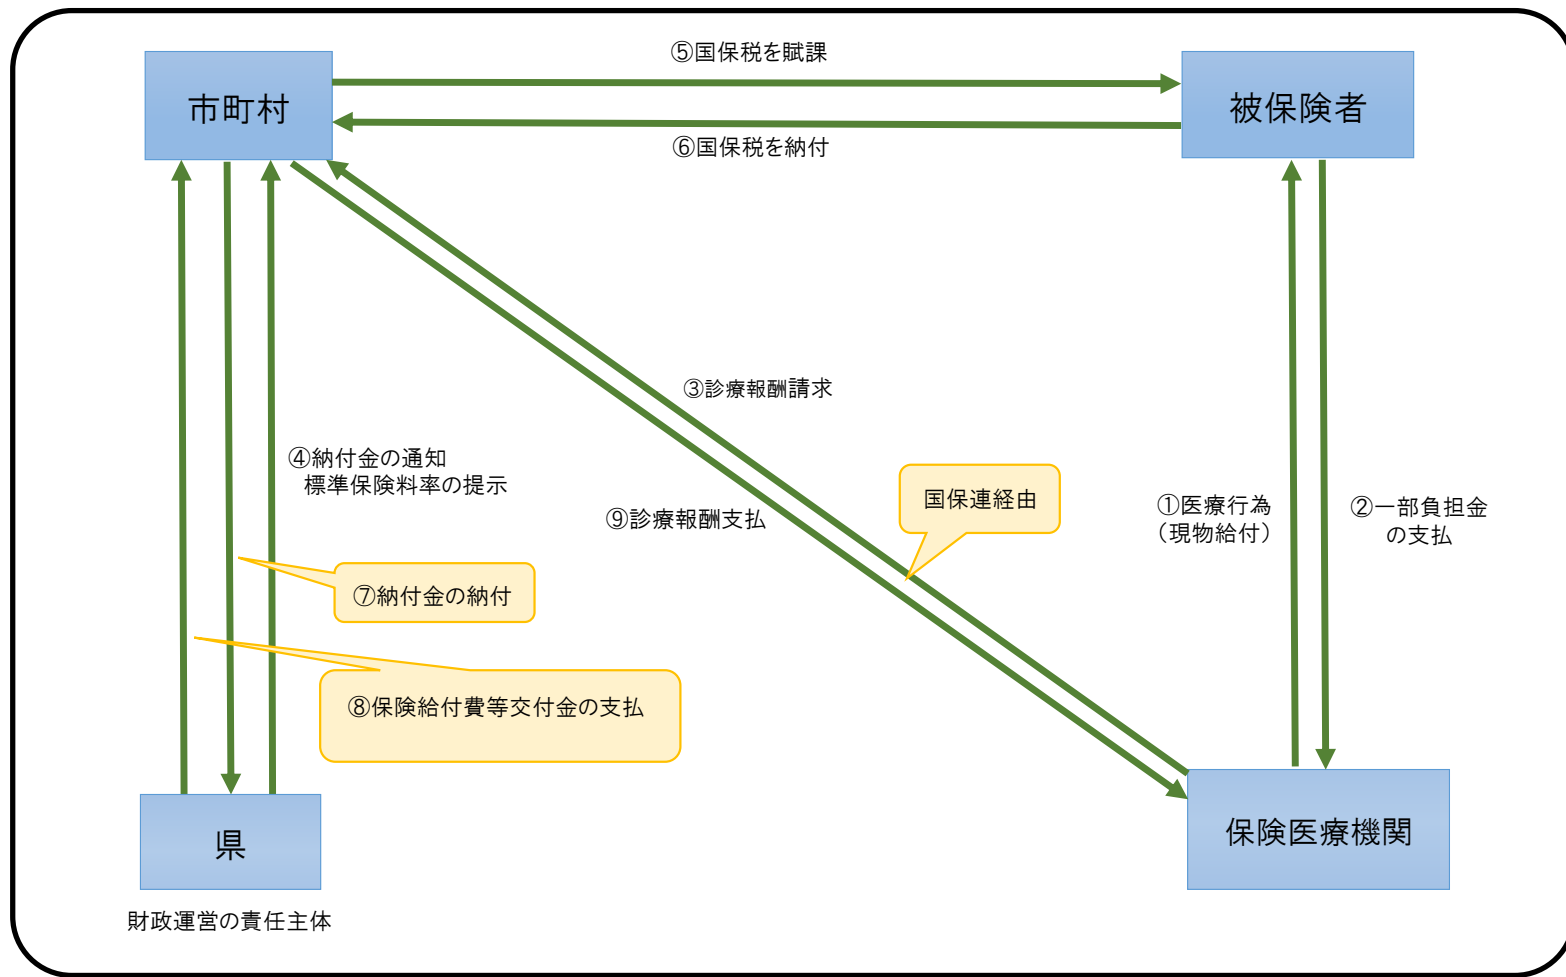 ⑤国保税を賦課
市町村
被保険者
⑥国保税を納付
③診療報酬請求
④納付金の通知
標準保険料率の提示
国保連経由
⑨診療報酬支払
①医療行為
（現物給付）
②一部負担金
の支払
⑦納付金の納付
⑧保険給付費等交付金の支払
県
保険医療機関
財政運営の責任主体